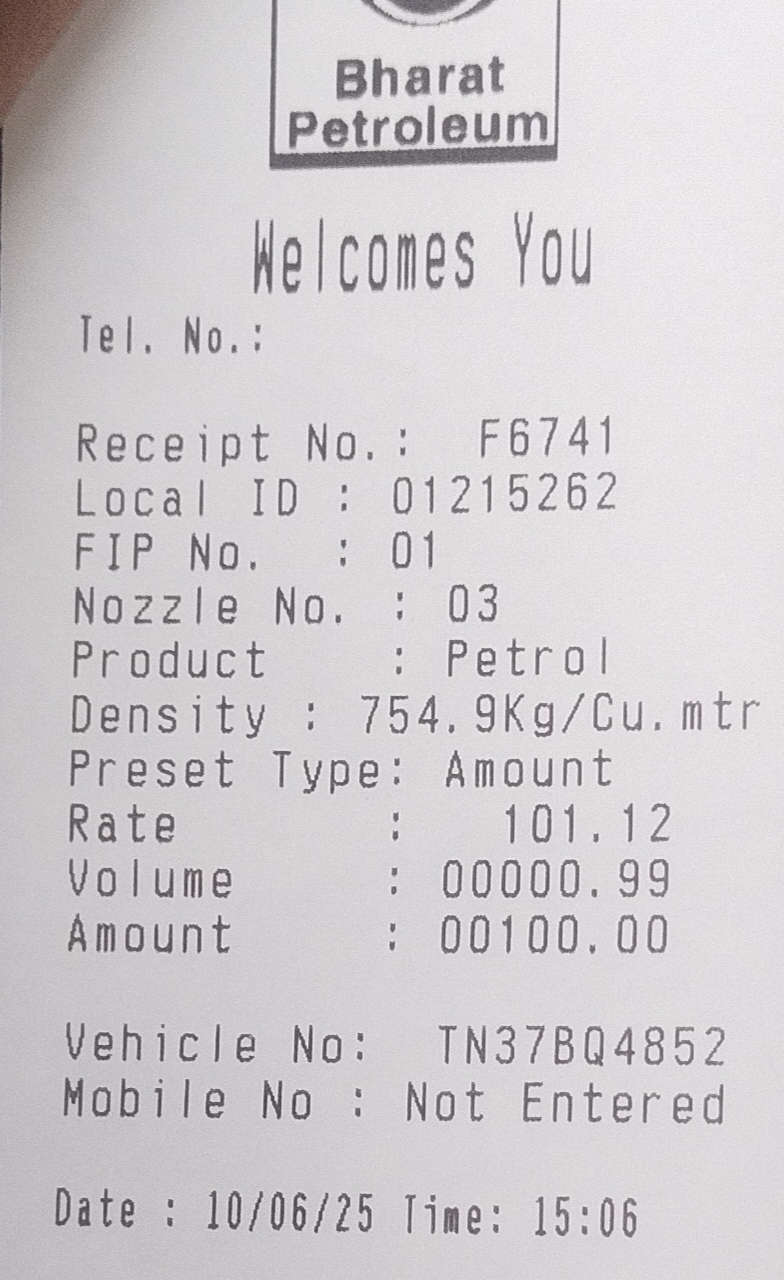 Bharat
Petroleum
Welcomes You
Tel. No.:
Receipt No.: F6741
Local ID : 01215262
FIP No. : 01
Nozzle No. : 03
Product : Petrol
Density : 754.9Kg/Cu.mtr
Preset Type: Amount
Rate : 101.12
Volume : 00000.99
Amount : 00100.00
Vehicle No: TN37BQ4852
Mobile No : Not Entered
Date : 10/06/25 Time: 15:06